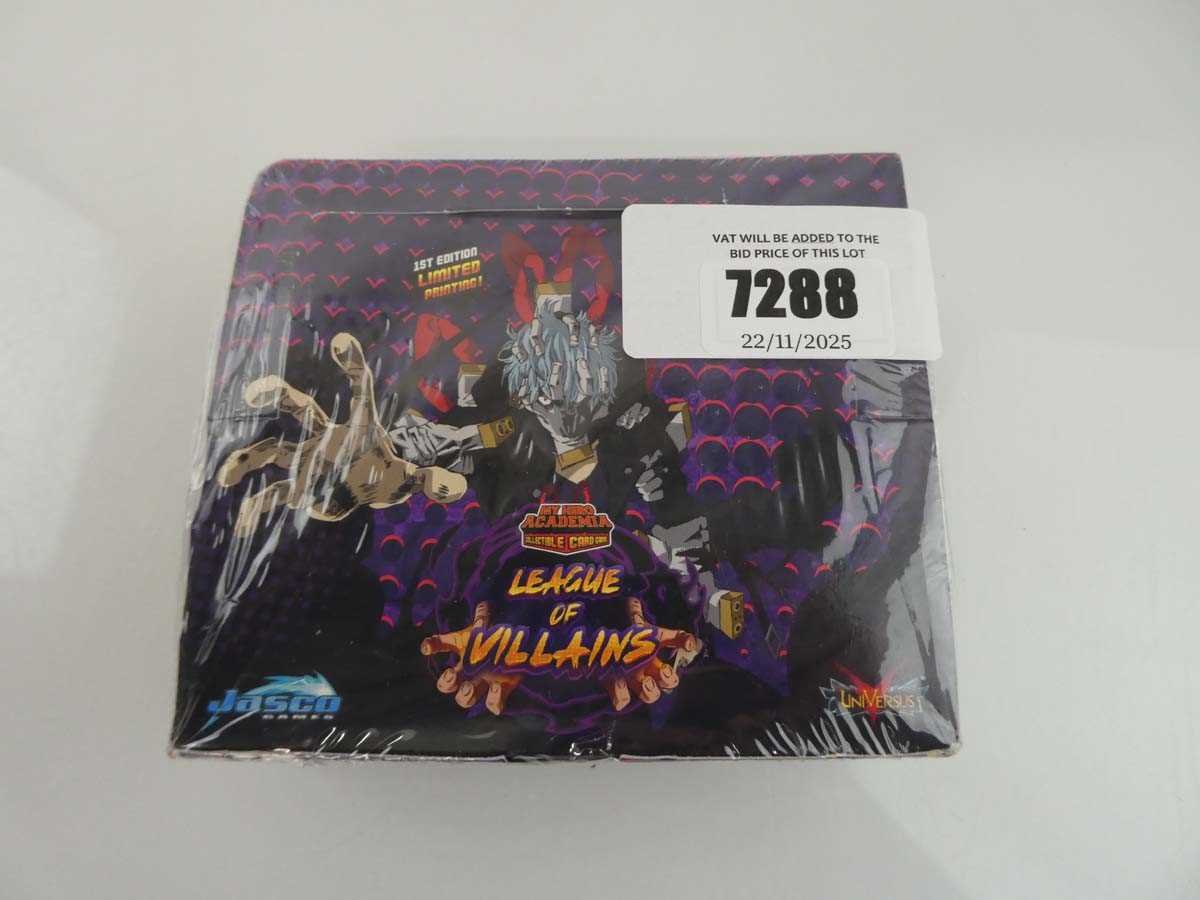 VAT WILL BE ADDED TO THE
BID PRICE OF THIS LOT
7288
22/11/2025
1ST EDITION
LIMITED
PRINTING!
MY HERO
ACADEMIA
COLLECTIBLE CARD GAME
LEAGUE
OF
VILLAINS
Jasco
GAMES
UNIVERSUS